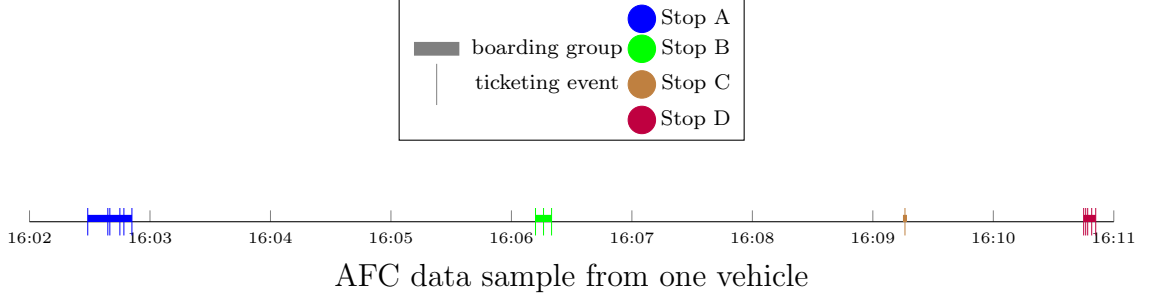 Stop A
boarding group Stop B
ticketing event Stop C
Stop D
16:02 16:03 16:04 16:05 16:06 16:07 16:08 16:09 16:10 16:11
AFC data sample from one vehicle